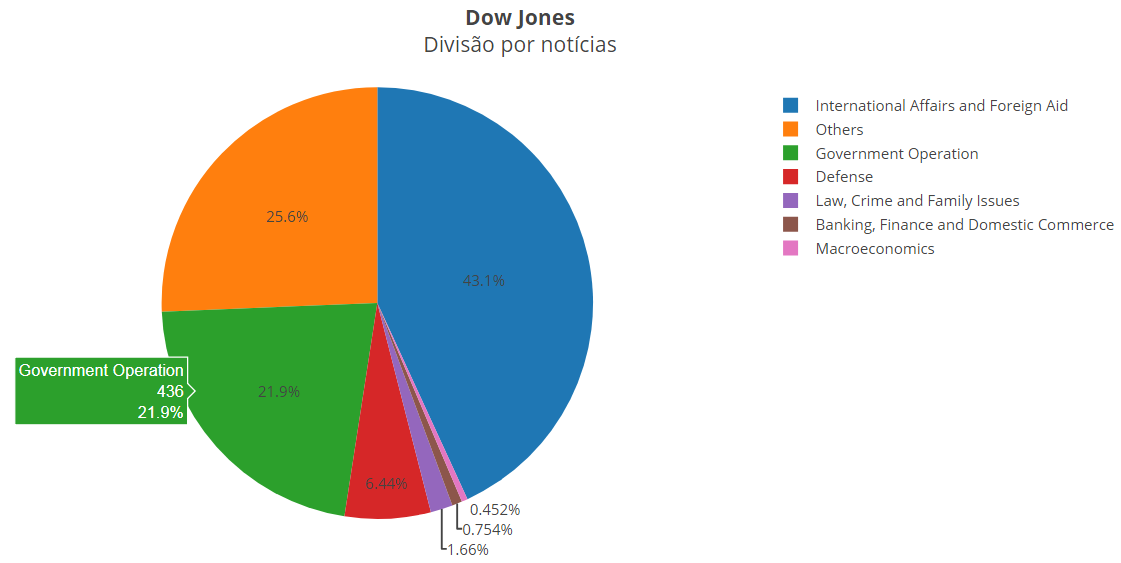 Dow Jones
Divisão por notícias
International Affairs and Foreign Aid
Others
Government Operation
Defense
Law, Crime and Family Issues
Banking, Finance and Domestic Commerce
Macroeconomics
25.6%
43.1%
Government Operation
436
21.9%
21.9%
6.44%
0.452%
0.754%
1.66%